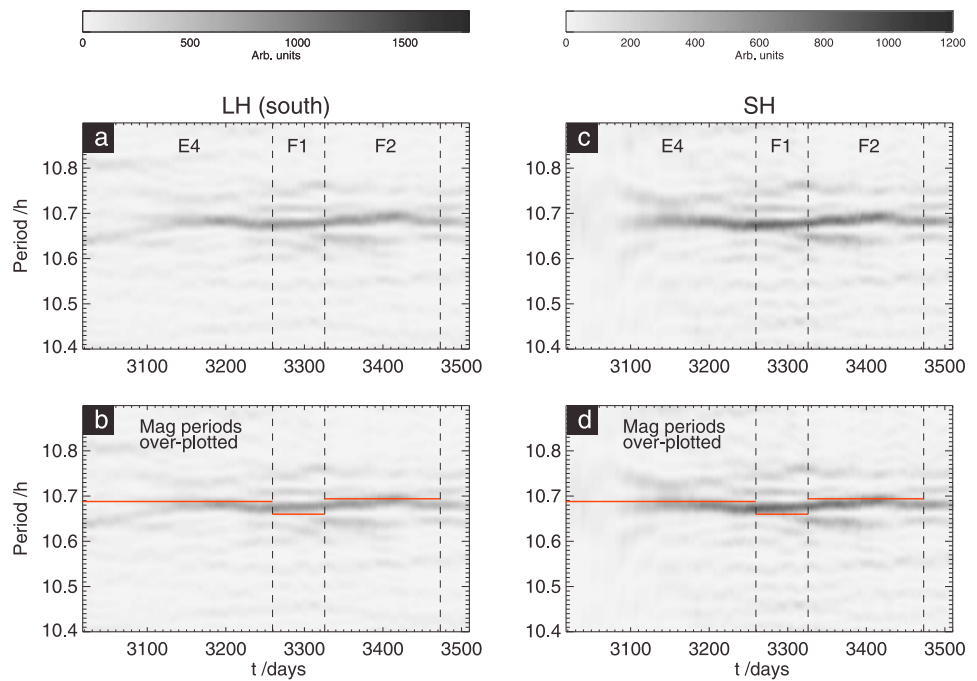 0 500 1000 1500
Arb. units
0 200 400 600 800 1000 1200
Arb. units
LH (south)
SH
a
E4 F1 F2
10.8
10.7
10.6
10.5
10.4
Period /h
3100 3200 3300 3400 3500
c
E4 F1 F2
10.8
10.7
10.6
10.5
10.4
3100 3200 3300 3400 3500
b
Mag periods
over-plotted
10.8
10.7
10.6
10.5
10.4
Period /h
3100 3200 3300 3400 3500
t /days
d
Mag periods
over-plotted
10.8
10.7
10.6
10.5
10.4
3100 3200 3300 3400 3500
t /days